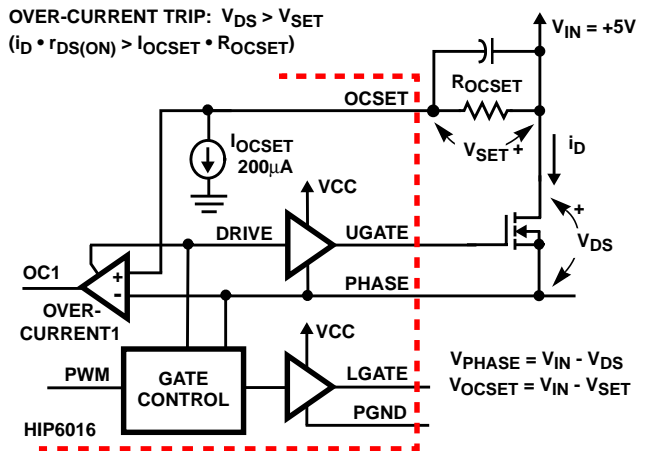 OVER-CURRENT TRIP: VDS > VSET
(iD • rDS(ON) > IOCSET • ROCSET)
VIN = +5V
OCSET
ROCSET
VSET +
iD
IOCSET
200μA
VCC
+
VDS
DRIVE
UGATE
OC1
+
-
PHASE
OVER-
CURRENT1
VCC
PWM
GATE
CONTROL
LGATE
PGND
VPHASE = VIN - VDS
VOCSET = VIN - VSET
HIP6016